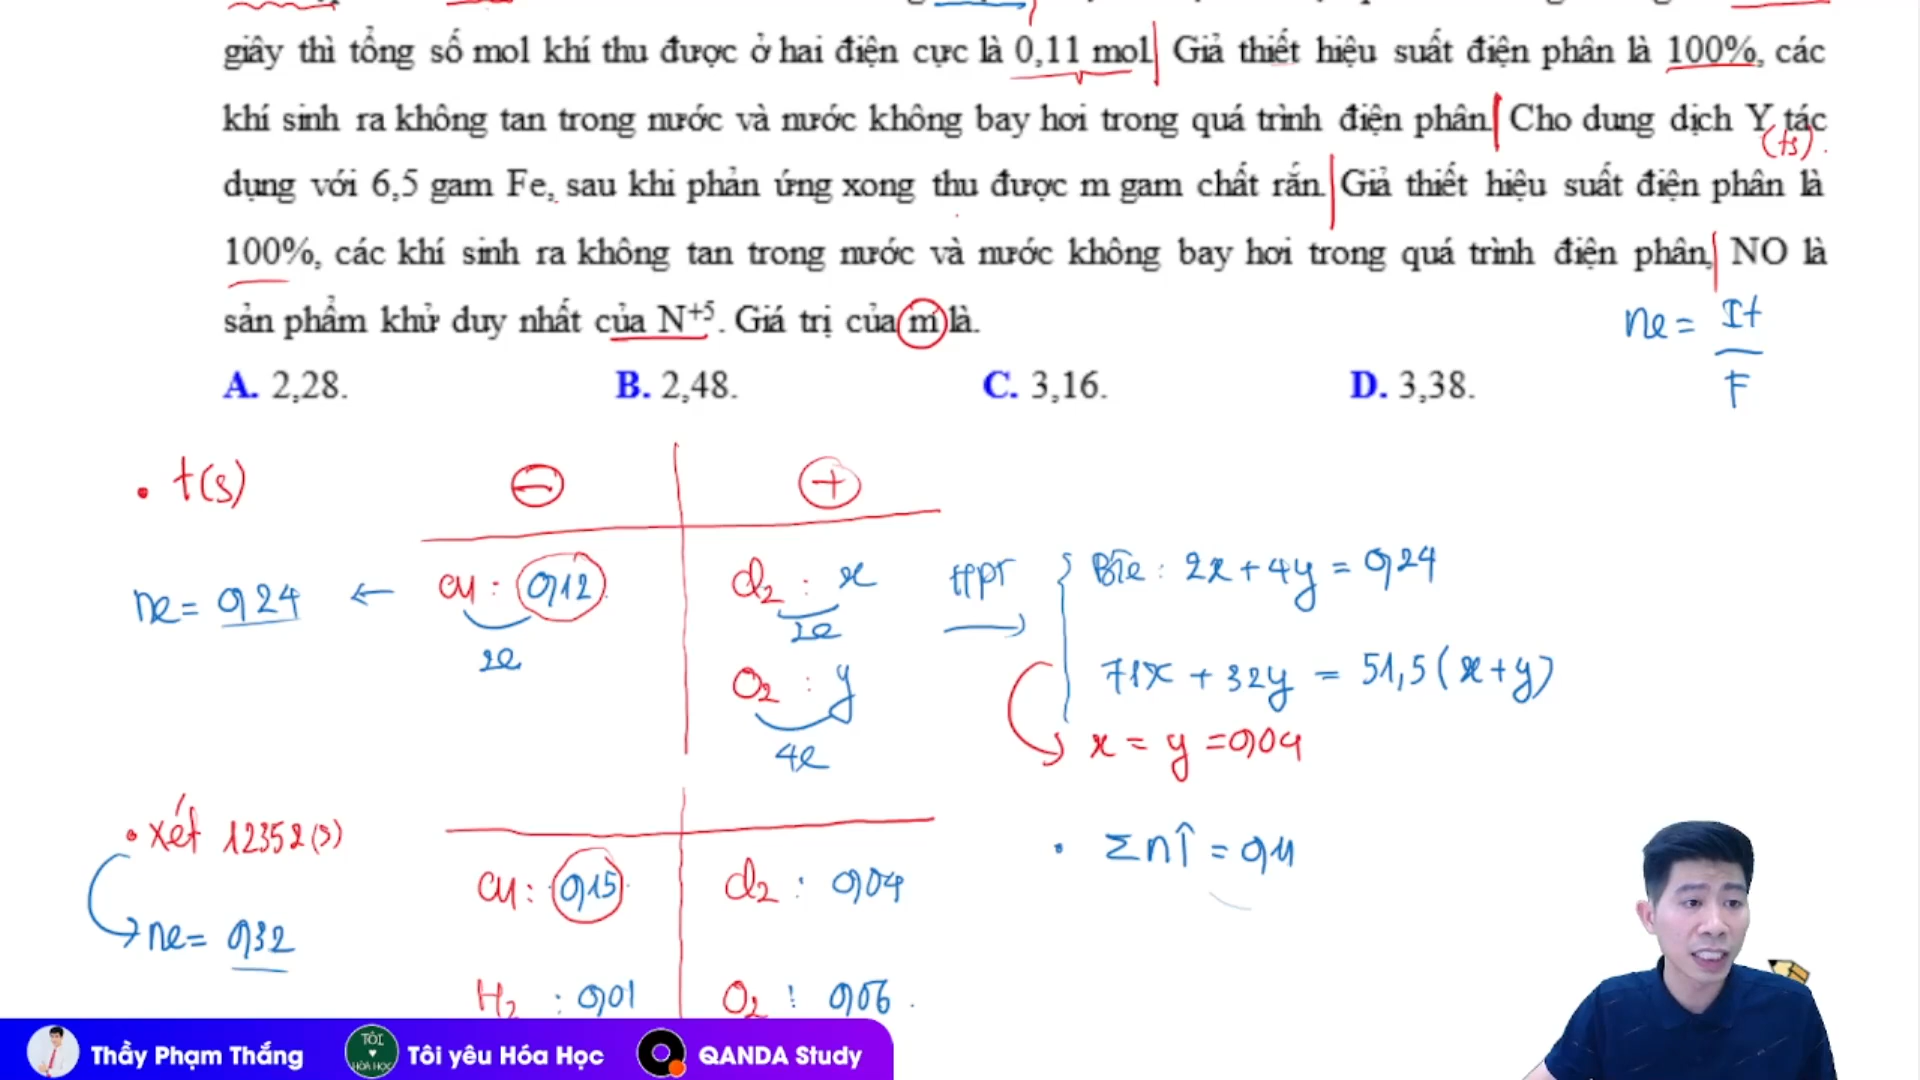 giây thì tổng số mol khí thu được ở hai điện cực là 0,11 mol. Giả thiết hiệu suất điện phân là 100%, các
khí sinh ra không tan trong nước và nước không bay hơi trong quá trình điện phân. Cho dung dịch Y tác
(ts).
dụng với 6,5 gam Fe, sau khi phản ứng xong thu được m gam chất rắn. Giả thiết hiệu suất điện phân là
100%, các khí sinh ra không tan trong nước và nước không bay hơi trong quá trình điện phân, NO là
sản phẩm khử duy nhất của N+5. Giá trị của m là.
ne = It/F
A. 2,28. B. 2,48. C. 3,16. D. 3,38.
• t(s) − +
ne = 0,24 ← Cu : 0,12 Cl2 : x HPT { BTe : 2x + 4y = 0,24
2e 2e
O2 : y 71x + 32y = 51,5(x+y)
4e x = y = 0,04
• Xét 12352(s)
• Σn↑ = 0,11
Cu : 0,15 Cl2 : 0,04
ne = 0,32
H2 : 0,01 O2 : 0,06
Thầy Phạm Thắng TÔI ♥ HÓA HỌC Tôi yêu Hóa Học QANDA Study